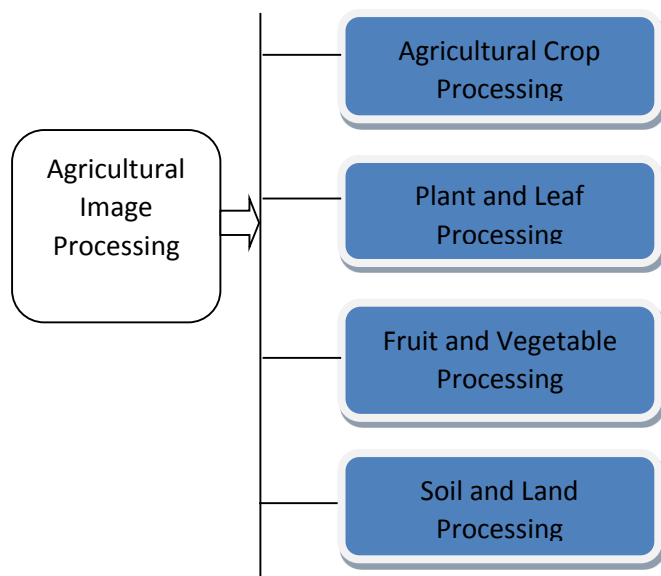 Agricultural
Image
Processing
Agricultural Crop
Processing
Plant and Leaf
Processing
Fruit and Vegetable
Processing
Soil and Land
Processing